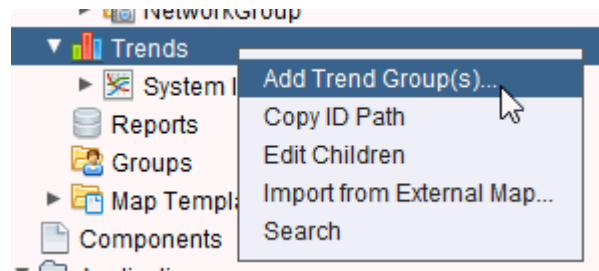 NetworkGroup
Trends
System
Reports
Groups
Map
Components
Add Trend Group(s)...
Copy ID Path
Edit Children
Import from External Map...
Search